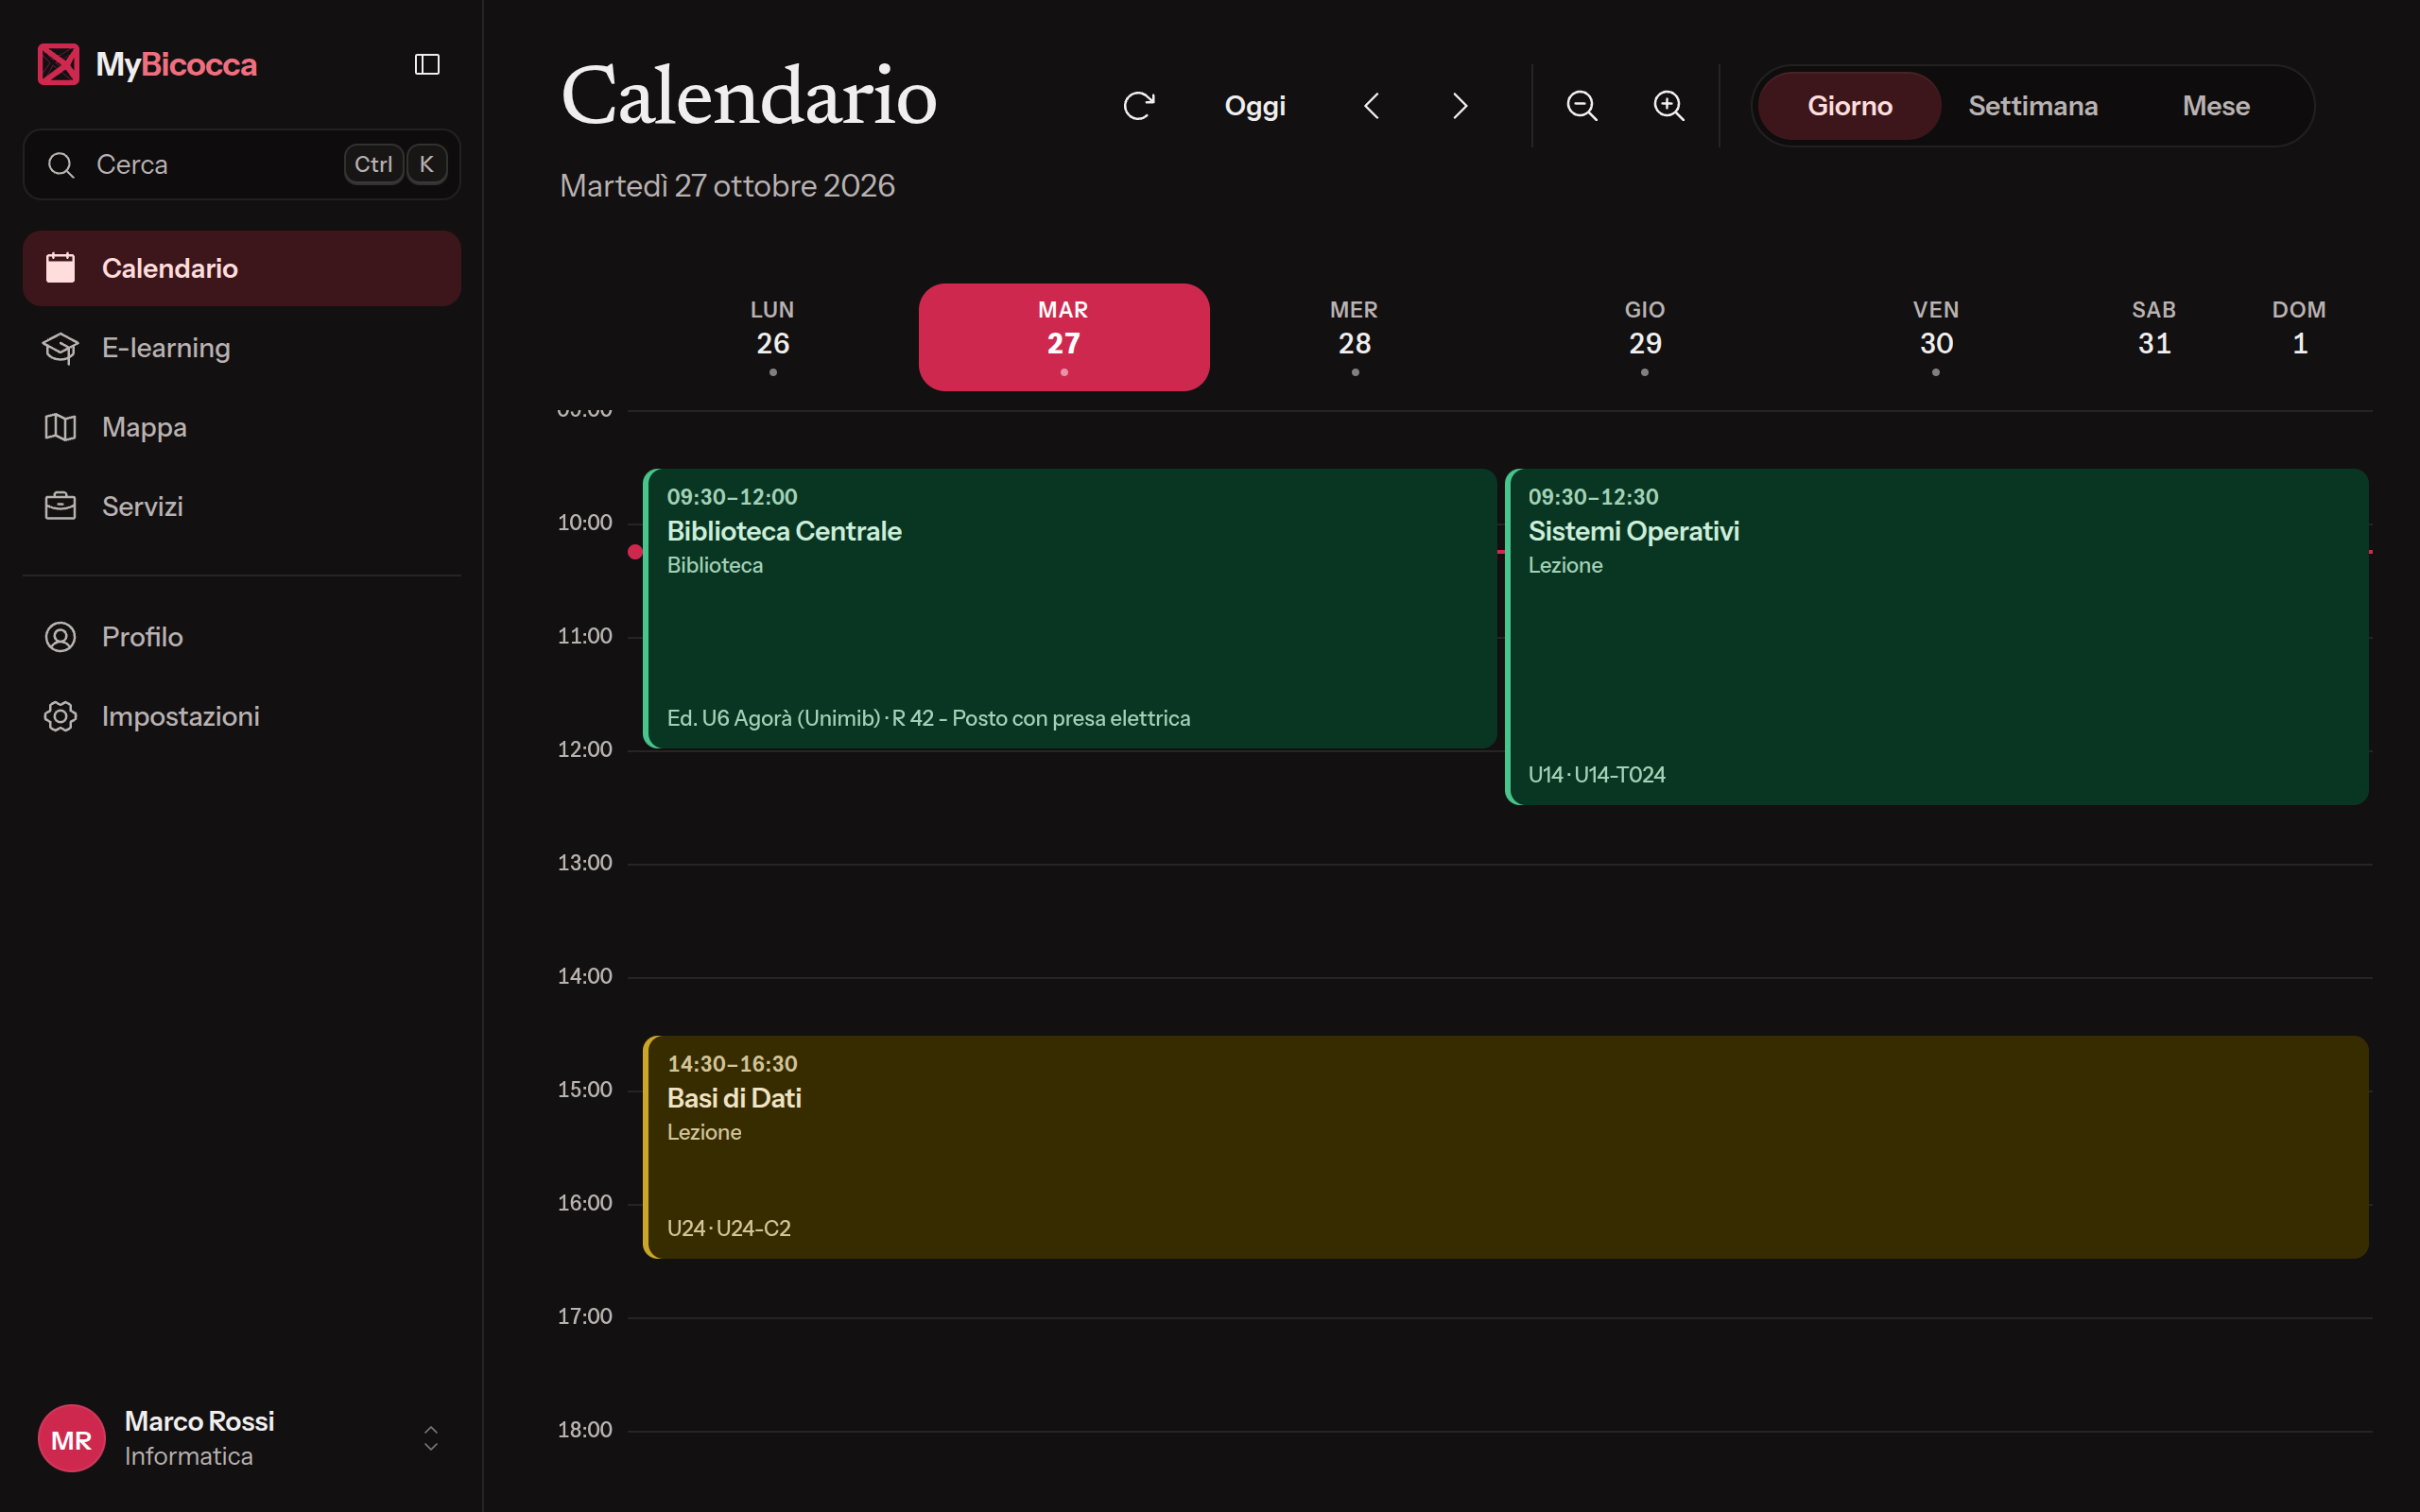 MyBicocca
Cerca
Ctrl K
Calendario
E-learning
Mappa
Servizi
Profilo
Impostazioni
MR
Marco Rossi
Informatica
Calendario
Martedì 27 ottobre 2026
Oggi
Giorno Settimana Mese
LUN MAR MER GIO VEN SAB DOM
26 27 28 29 30 31 1
09:30–12:00
Biblioteca Centrale
Biblioteca
Ed. U6 Agorà (Unimib) · R 42 - Posto con presa elettrica
09:30–12:30
Sistemi Operativi
Lezione
U14 · U14-T024
10:00
11:00
12:00
13:00
14:00
14:30–16:30
Basi di Dati
Lezione
U24 · U24-C2
15:00
16:00
17:00
18:00